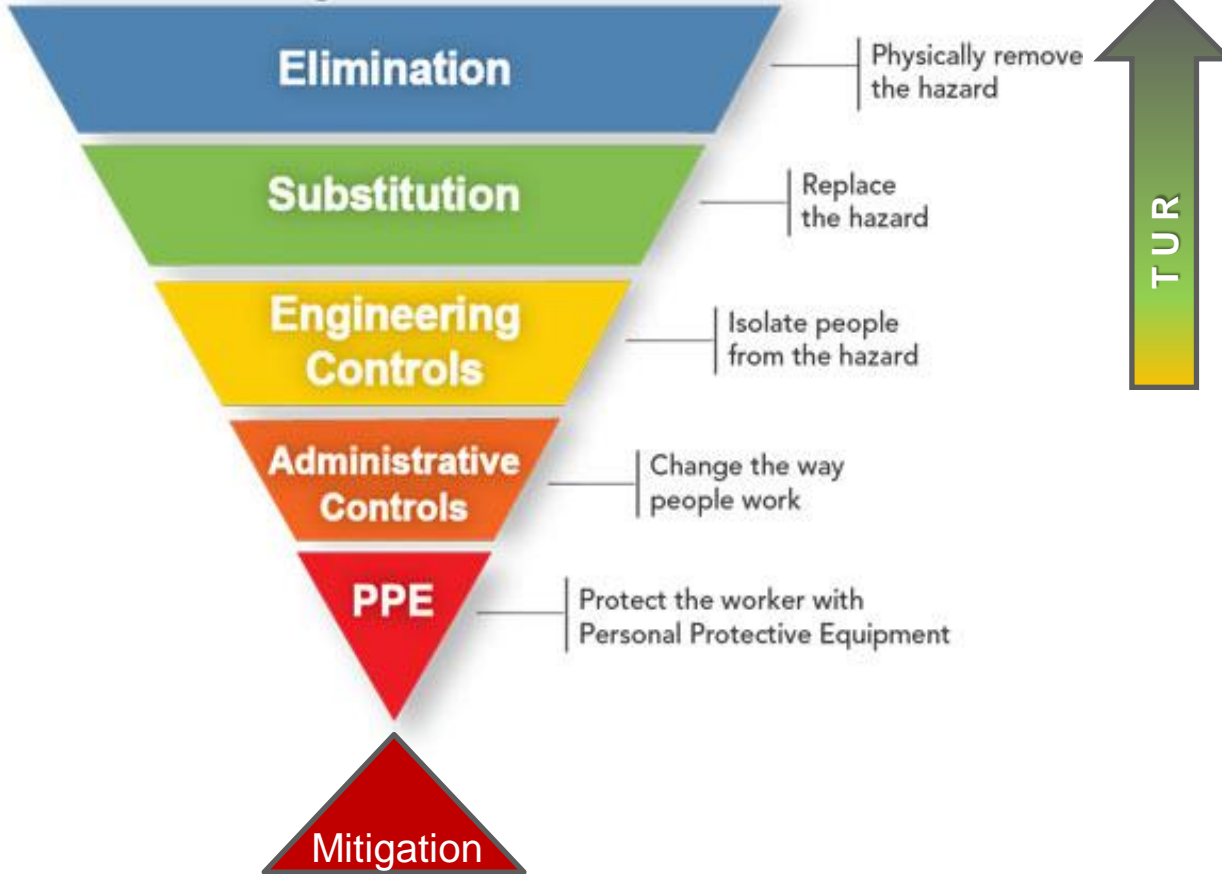 Elimination
Physically remove
the hazard
Substitution
Replace
the hazard
Engineering
Controls
Isolate people
from the hazard
Administrative
Controls
Change the way
people work
PPE
Protect the worker with
Personal Protective Equipment
Mitigation
TUR